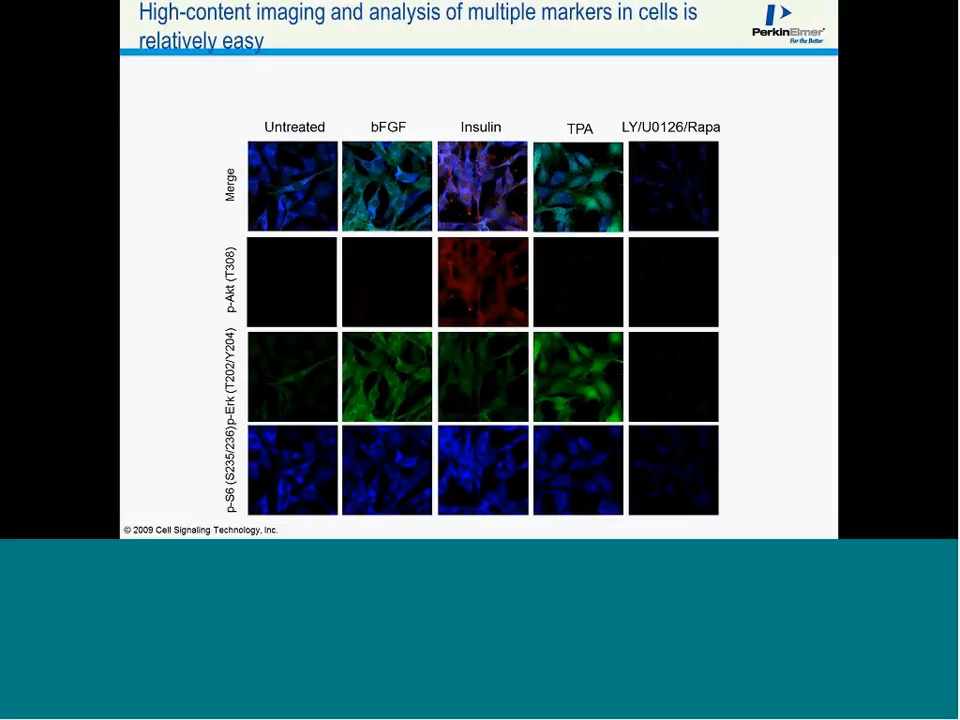 High-content imaging and analysis of multiple markers in cells is
relatively easy
PerkinElmer
For the Better
Untreated bFGF Insulin TPA LY/U0126/Rapa
Merge
p-Akt (T308)
p-Erk (T202/Y204)
p-S6 (S235/236)
© 2009 Cell Signaling Technology, Inc.